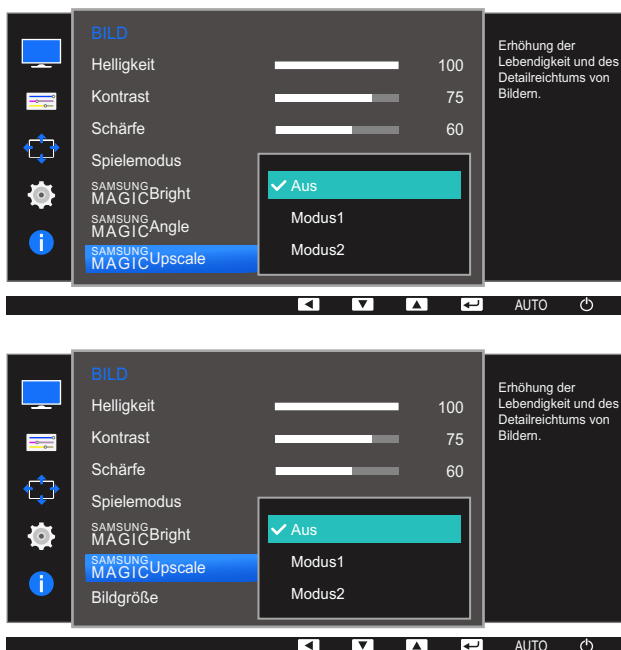 BILD
Helligkeit 100
Kontrast 75
Schärfe 60
Spielemodus
SAMSUNG
MAGICBright
SAMSUNG
MAGICAngle
SAMSUNG
MAGICUpscale
Aus
Modus1
Modus2
Erhöhung der
Lebendigkeit und des
Detailreichtums von
Bildern.
AUTO
BILD
Helligkeit 100
Kontrast 75
Schärfe 60
Spielemodus
SAMSUNG
MAGICBright
SAMSUNG
MAGICUpscale
Bildgröße
Aus
Modus1
Modus2
Erhöhung der
Lebendigkeit und des
Detailreichtums von
Bildern.
AUTO